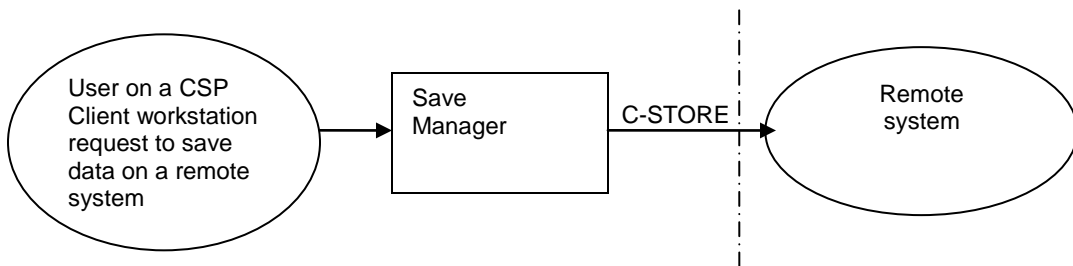 User on a CSP
Client workstation
request to save
data on a remote
system
Save
Manager
C-STORE
Remote
system